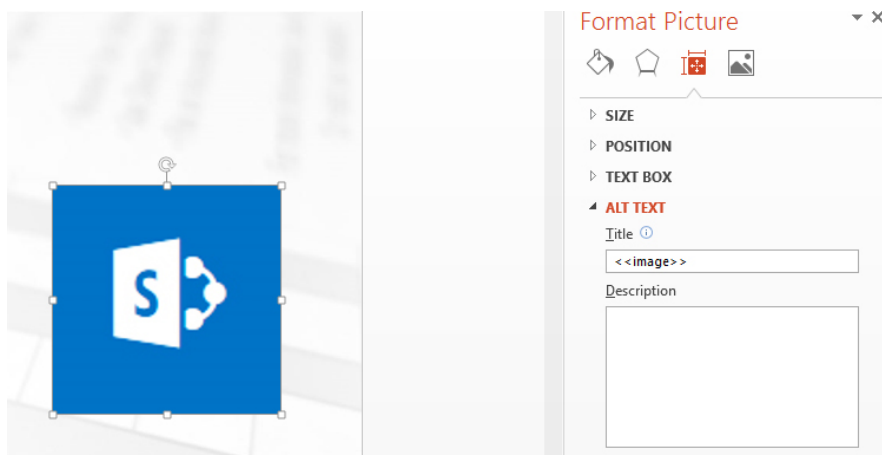 Format Picture
SIZE
POSITION
TEXT BOX
ALT TEXT
Title
<<image>>
Description
S